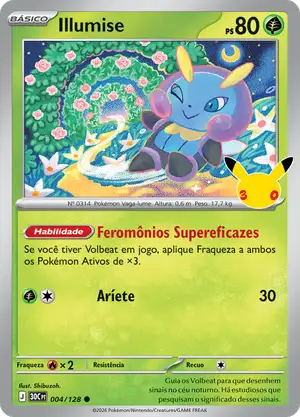 BÁSICO
Illumise
PS 80
30
Nº 0314 Pokémon Vaga-lume Altura: 0,6 m Peso: 17,7 kg
Habilidade Feromônios Supereficazes
Se você tiver Volbeat em jogo, aplique Fraqueza a ambos
os Pokémon Ativos de ×3.
Aríete 30
Fraqueza ×2 Resistência Recuo
Ilust. Shibuzoh.
Guia os Volbeat para que desenhem
sinais no céu noturno. Há estudiosos que pesquisam
o significado desses sinais.
J 30C PT 004/128
©2026 Pokémon/Nintendo/Creatures/GAME FREAK